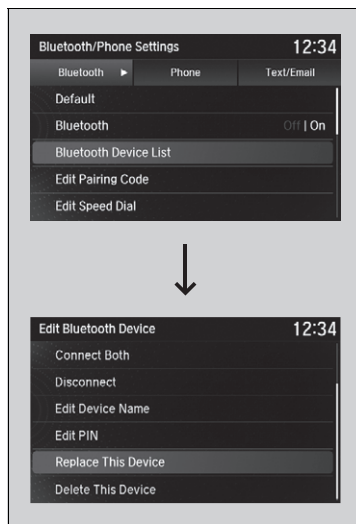 Bluetooth/Phone Settings 12:34
Bluetooth ► Phone Text/Email
Default
Bluetooth Off | On
Bluetooth Device List
Edit Pairing Code
Edit Speed Dial
Edit Bluetooth Device 12:34
Connect Both
Disconnect
Edit Device Name
Edit PIN
Replace This Device
Delete This Device